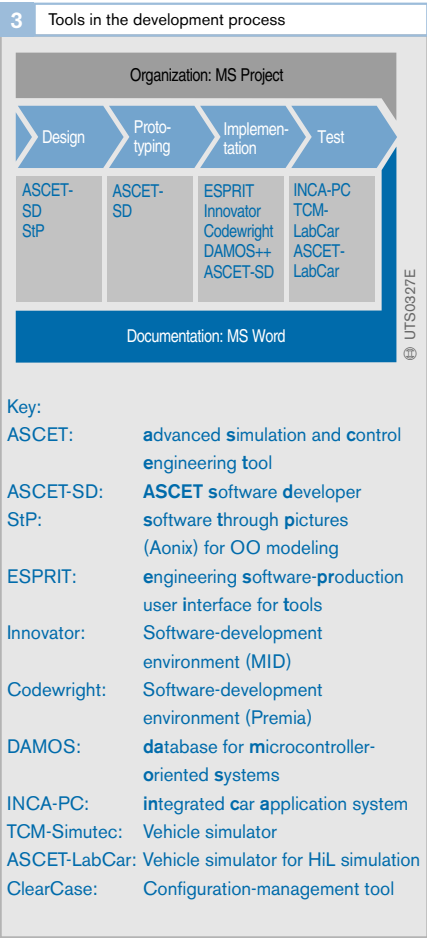 3 Tools in the development process
Organization: MS Project
Design
Proto-
typing
Implemen-
tation
Test
ASCET-
SD
StP
ASCET-
SD
ESPRIT
Innovator
Codewright
DAMOS++
ASCET-SD
INCA-PC
TCM-
LabCar
ASCET-
LabCar
Documentation: MS Word
UTS0327E
Key:
ASCET: advanced simulation and control
engineering tool
ASCET-SD: ASCET software developer
StP: software through pictures
(Aonix) for OO modeling
ESPRIT: engineering software-production
user interface for tools
Innovator: Software-development
environment (MID)
Codewright: Software-development
environment (Premia)
DAMOS: database for microcontroller-
oriented systems
INCA-PC: integrated car application system
TCM-Simutec: Vehicle simulator
ASCET-LabCar: Vehicle simulator for HiL simulation
ClearCase: Configuration-management tool